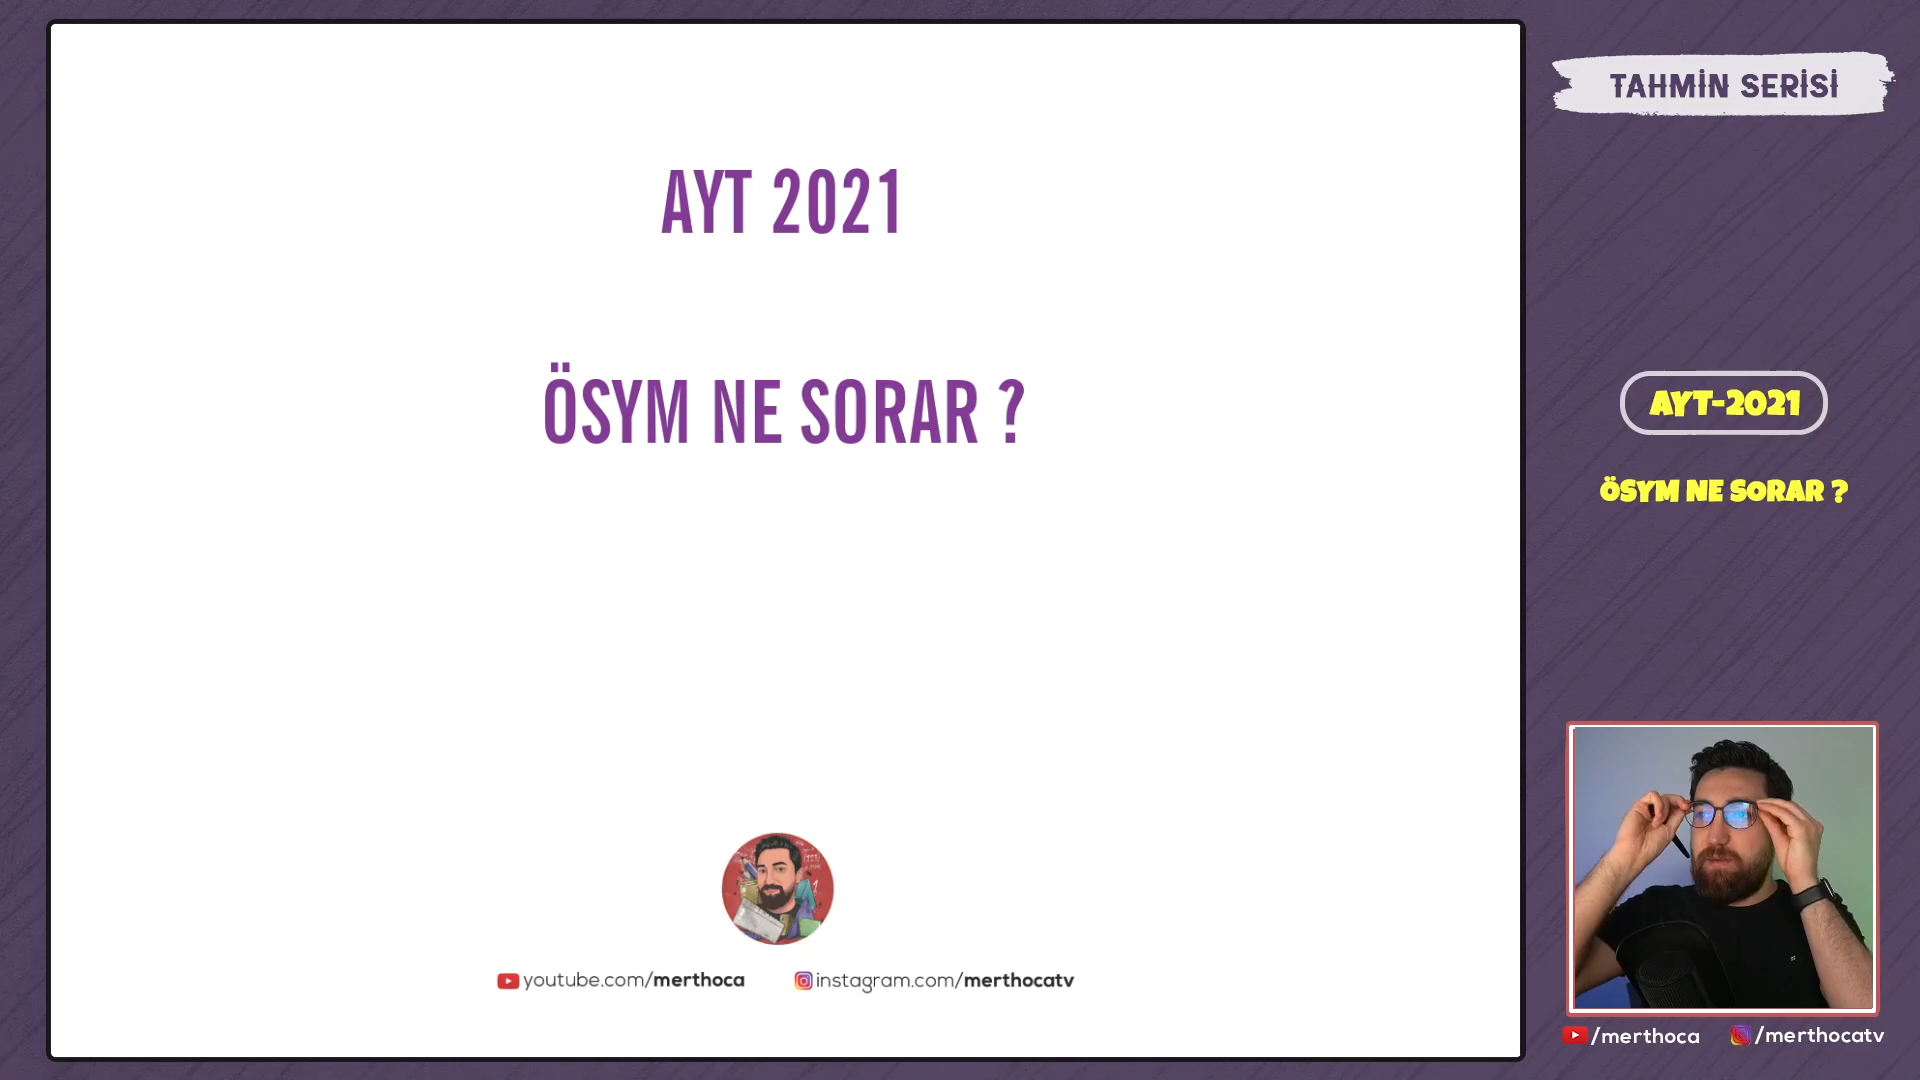 AYT 2021
ÖSYM NE SORAR ?
youtube.com/merthoca
instagram.com/merthocatv
TAHMİN SERİSİ
AYT-2021
ÖSYM NE SORAR ?
/merthoca
/merthocatv